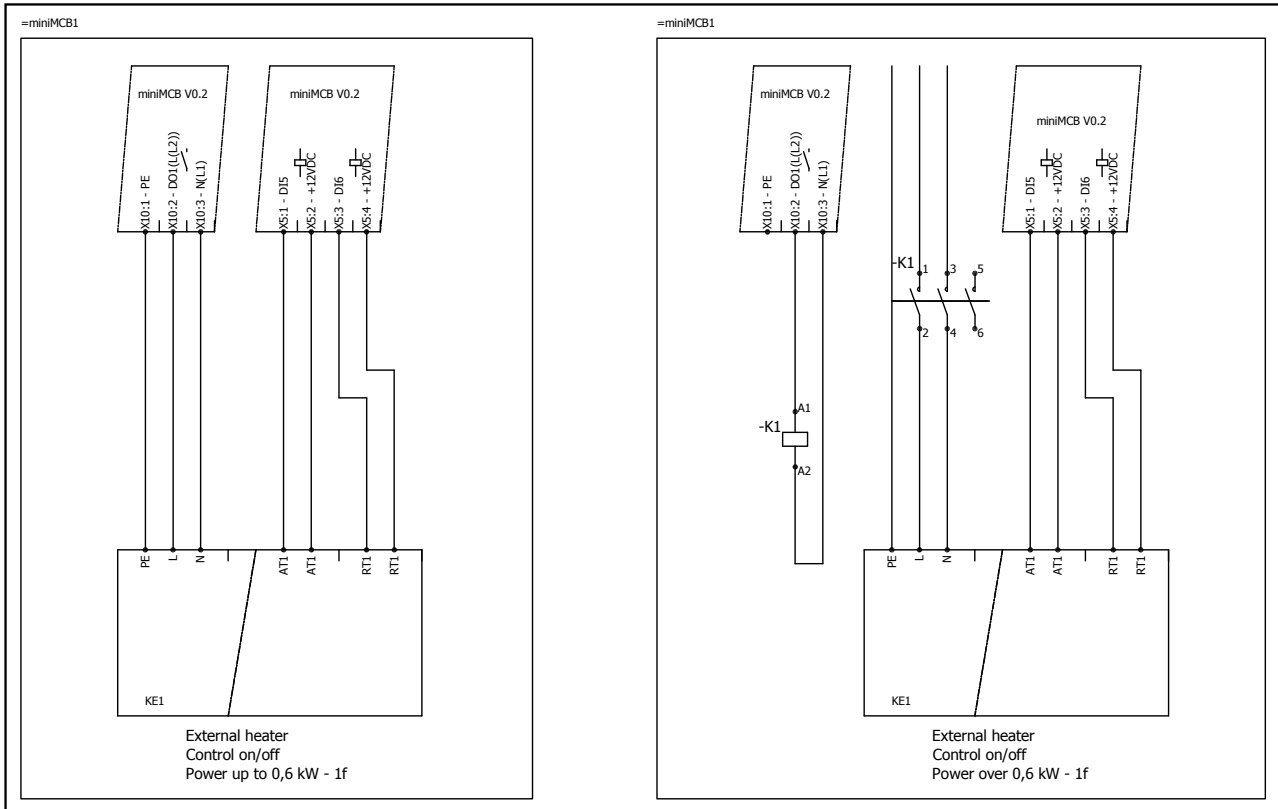 =miniMCB1
miniMCB V0.2
X10:1 - PE
X10:2 - DO1(L(L2))
X10:3 - N(L1)
miniMCB V0.2
X5:1 - DI5
X5:2 - +12VDC
X5:3 - DI6
X5:4 - +12VDC
PE
L
N
AT1
AT1
RT1
RT1
KE1
External heater
Control on/off
Power up to 0,6 kW - 1f
=miniMCB1
miniMCB V0.2
X10:1 - PE
X10:2 - DO1(L(L2))
X10:3 - N(L1)
miniMCB V0.2
X5:1 - DI5
X5:2 - +12VDC
X5:3 - DI6
X5:4 - +12VDC
-K1
1
3
5
2
4
6
-K1
A1
A2
PE
L
N
AT1
AT1
RT1
RT1
KE1
External heater
Control on/off
Power over 0,6 kW - 1f